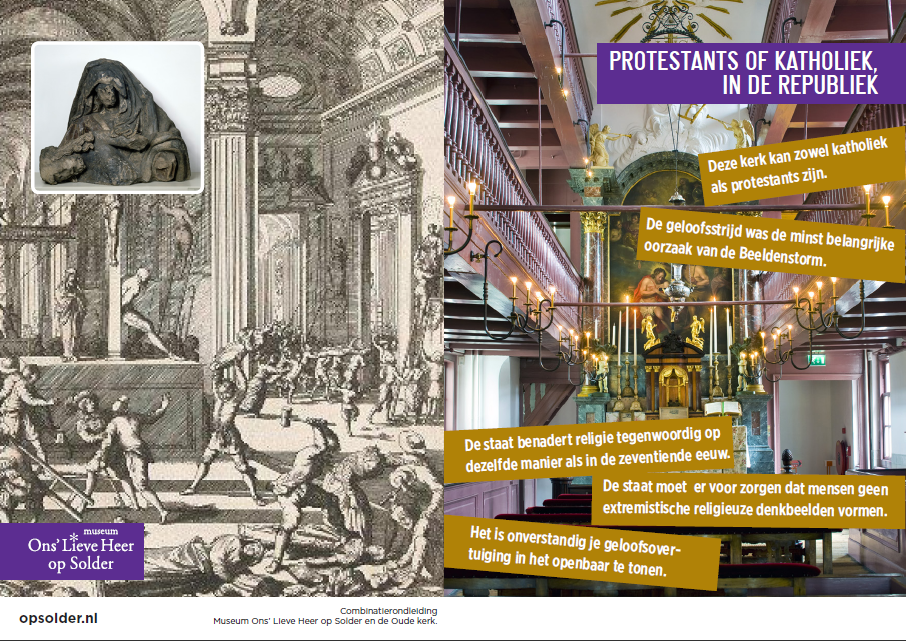 museum
Ons' Lieve Heer
op Solder
opsolder.nl
Combinatierondleiding
Museum Ons' Lieve Heer op Solder en de Oude kerk.
PROTESTANTS OF KATHOLIEK,
IN DE REPUBLIEK
Deze kerk kan zowel katholiek
als protestants zijn.
De geloofsstrijd was de minst belangrijke
oorzaak van de Beeldenstorm.
De staat benadert religie tegenwoordig op
dezelfde manier als in de zeventiende eeuw.
De staat moet er voor zorgen dat mensen geen
extremistische religieuze denkbeelden vormen.
Het is onverstandig je geloofsover-
tuiging in het openbaar te tonen.